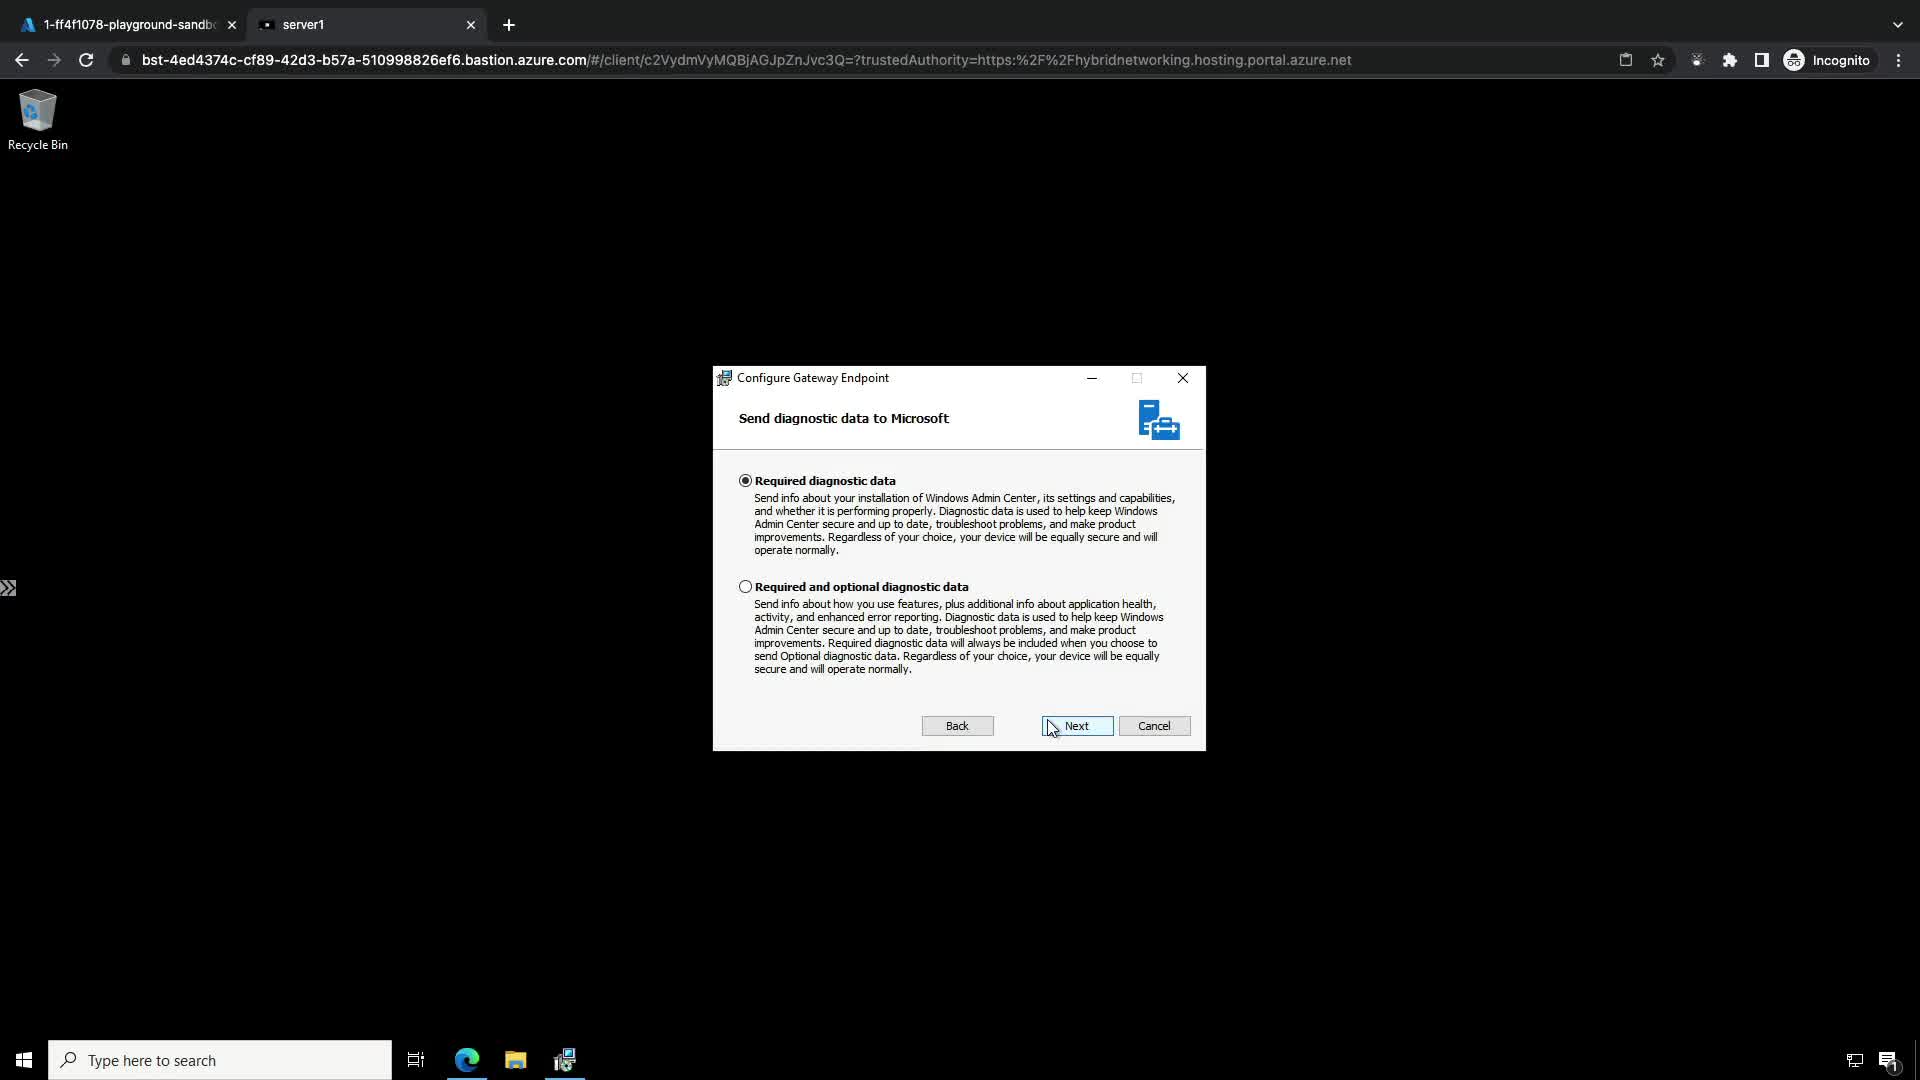 1-ff4f1078-playground-sandbo
server1
bst-4ed4374c-cf89-42d3-b57a-510998826ef6.bastion.azure.com/#/client/c2VydmVyMQBjAGJpZnJvc3Q=?trustedAuthority=https:%2F%2Fhybridnetworking.hosting.portal.azure.net
Incognito
Recycle Bin
Configure Gateway Endpoint
Send diagnostic data to Microsoft
Required diagnostic data
Send info about your installation of Windows Admin Center, its settings and capabilities,
and whether it is performing properly. Diagnostic data is used to help keep Windows
Admin Center secure and up to date, troubleshoot problems, and make product
improvements. Regardless of your choice, your device will be equally secure and will
operate normally.
Required and optional diagnostic data
Send info about how you use features, plus additional info about application health,
activity, and enhanced error reporting. Diagnostic data is used to help keep Windows
Admin Center secure and up to date, troubleshoot problems, and make product
improvements. Required diagnostic data will always be included when you choose to
send Optional diagnostic data. Regardless of your choice, your device will be equally
secure and will operate normally.
Back
Next
Cancel
Type here to search
1